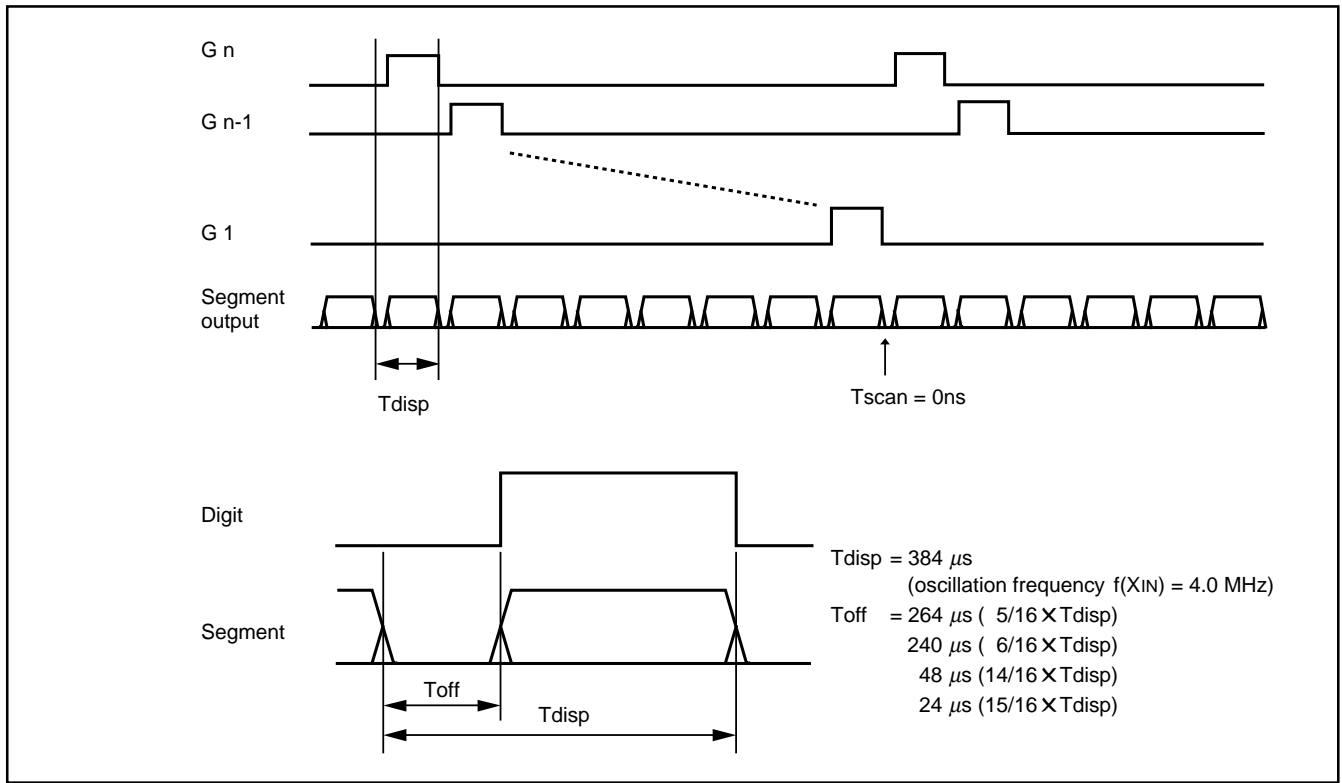 G n
G n-1
G 1
Segment
output
Tdisp
Tscan = 0ns
Digit
Segment
Toff
Tdisp
Tdisp = 384 μs
(oscillation frequency f(XIN) = 4.0 MHz)
Toff = 264 μs ( 5/16 × Tdisp)
240 μs ( 6/16 × Tdisp)
48 μs (14/16 × Tdisp)
24 μs (15/16 × Tdisp)